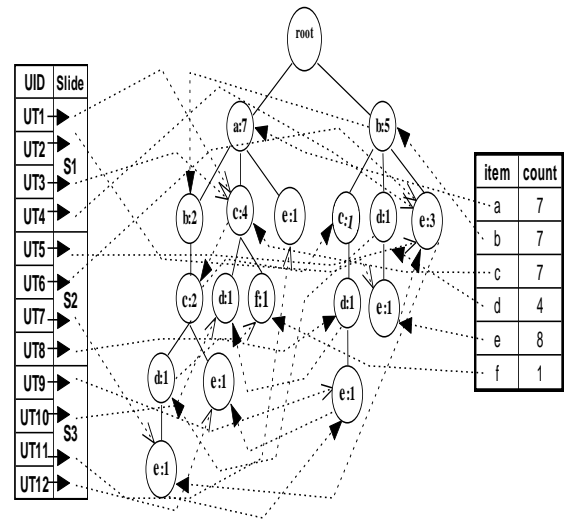 root
UID Slide
UT1
UT2
S1
UT3
UT4
UT5
UT6
S2
UT7
UT8
UT9
UT10
S3
UT11
UT12
a:7 b:5
b:2 c:4 e:1 c:1 d:1 e:3
c:2 d:1 f:1 d:1 e:1
d:1 e:1 e:1
e:1
item count
a 7
b 7
c 7
d 4
e 8
f 1